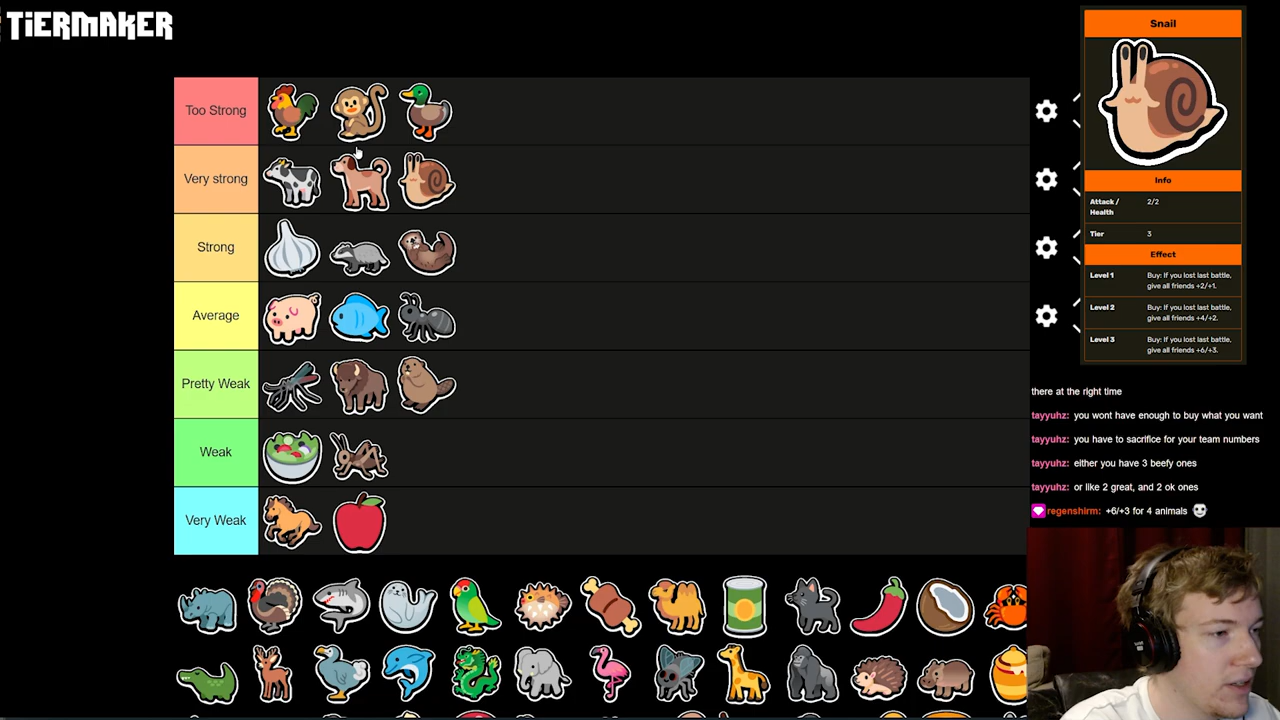 TiERMAKER
Too Strong
Very strong
Strong
Average
Pretty Weak
Weak
Very Weak
Snail
Info
Attack / Health 2/2
Tier 3
Effect
Level 1 Buy: If you lost last battle,
give all friends +2/+1.
Level 2 Buy: If you lost last battle,
give all friends +4/+2.
Level 3 Buy: If you lost last battle,
give all friends +6/+3.
there at the right time
tayyuhz: you wont have enough to buy what you want
tayyuhz: you have to sacrifice for your team numbers
tayyuhz: either you have 3 beefy ones
tayyuhz: or like 2 great, and 2 ok ones
regenshirm: +6/+3 for 4 animals